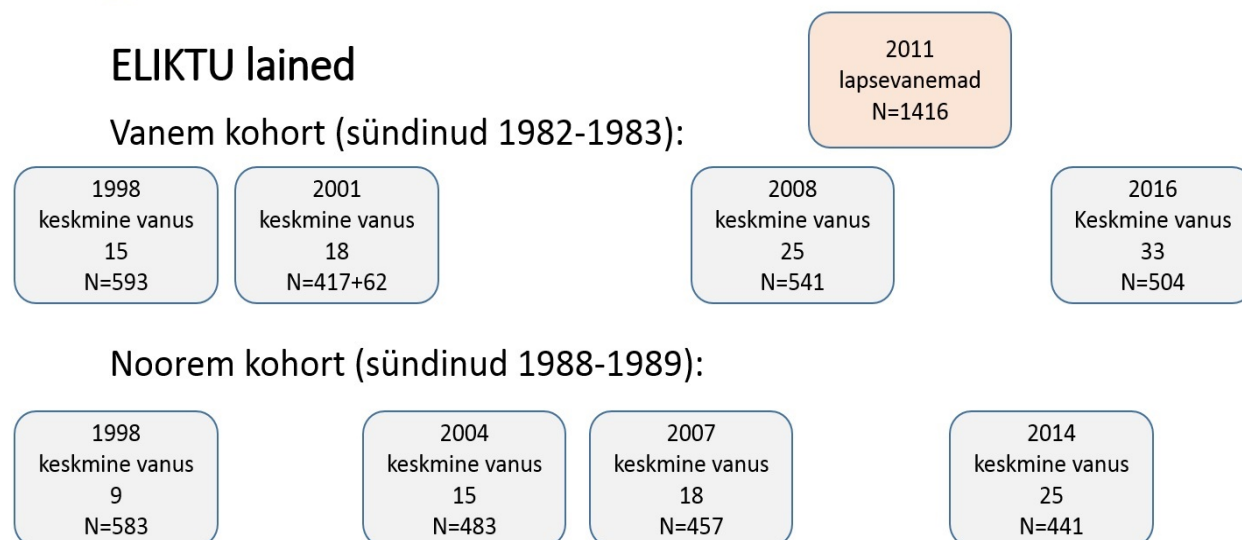 ELIKTU lained
2011
lapsevanemad
N=1416
Vanem kohort (sündinud 1982-1983):
1998
keskmine vanus
15
N=593
2001
keskmine vanus
18
N=417+62
2008
keskmine vanus
25
N=541
2016
Keskmine vanus
33
N=504
Noorem kohort (sündinud 1988-1989):
1998
keskmine vanus
9
N=583
2004
keskmine vanus
15
N=483
2007
keskmine vanus
18
N=457
2014
keskmine vanus
25
N=441